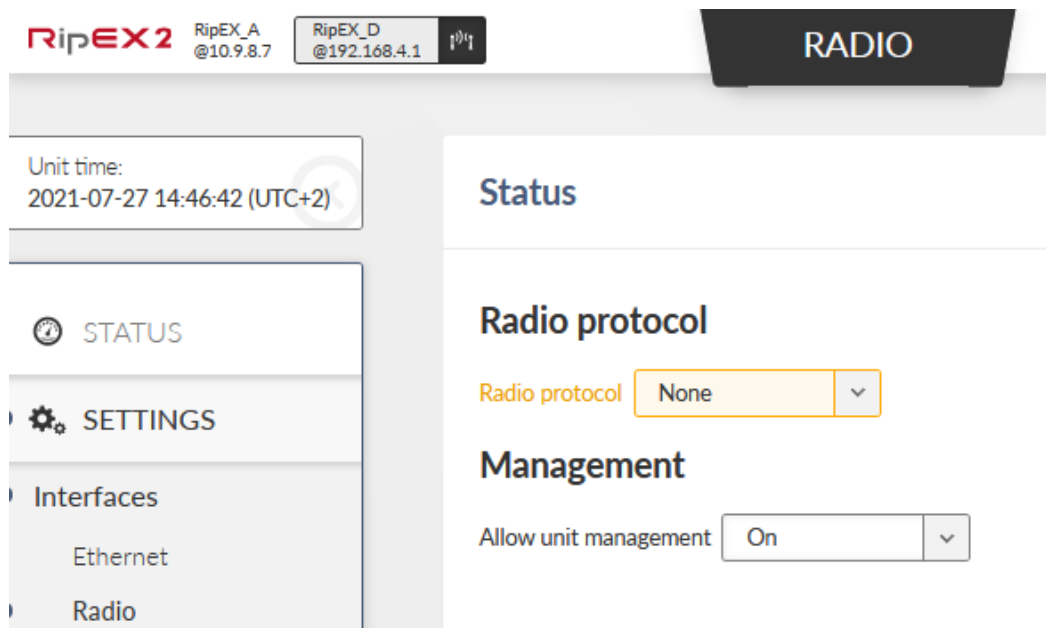 RipEX2
RipEX_A
@10.9.8.7
RipEX_D
@192.168.4.1
RADIO
Unit time:
2021-07-27 14:46:42 (UTC+2)
STATUS
SETTINGS
Interfaces
Ethernet
Radio
Status
Radio protocol
Radio protocol None
Management
Allow unit management On